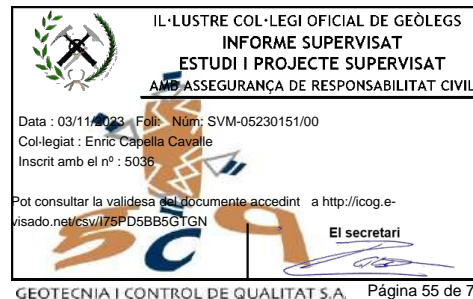 IL·LUSTRE COL·LEGI OFICIAL DE GEÒLEGS
INFORME SUPERVISAT
ESTUDI I PROJECTE SUPERVISAT
AMB ASSEGURANÇA DE RESPONSABILITAT CIVIL
Data : 03/11/2023 Foli: Núm: SVM-05230151/00
Col·legiat : Enric Capella Cavalle
Inscrit amb el nº : 5036
Pot consultar la validesa del documente accedint a http://icog.e-
visado.net/csv/I75PD5BB5GTGN
El secretari
5cq
GEOTECNIA I CONTROL DE QUALITAT S.A.
Página 55 de 7